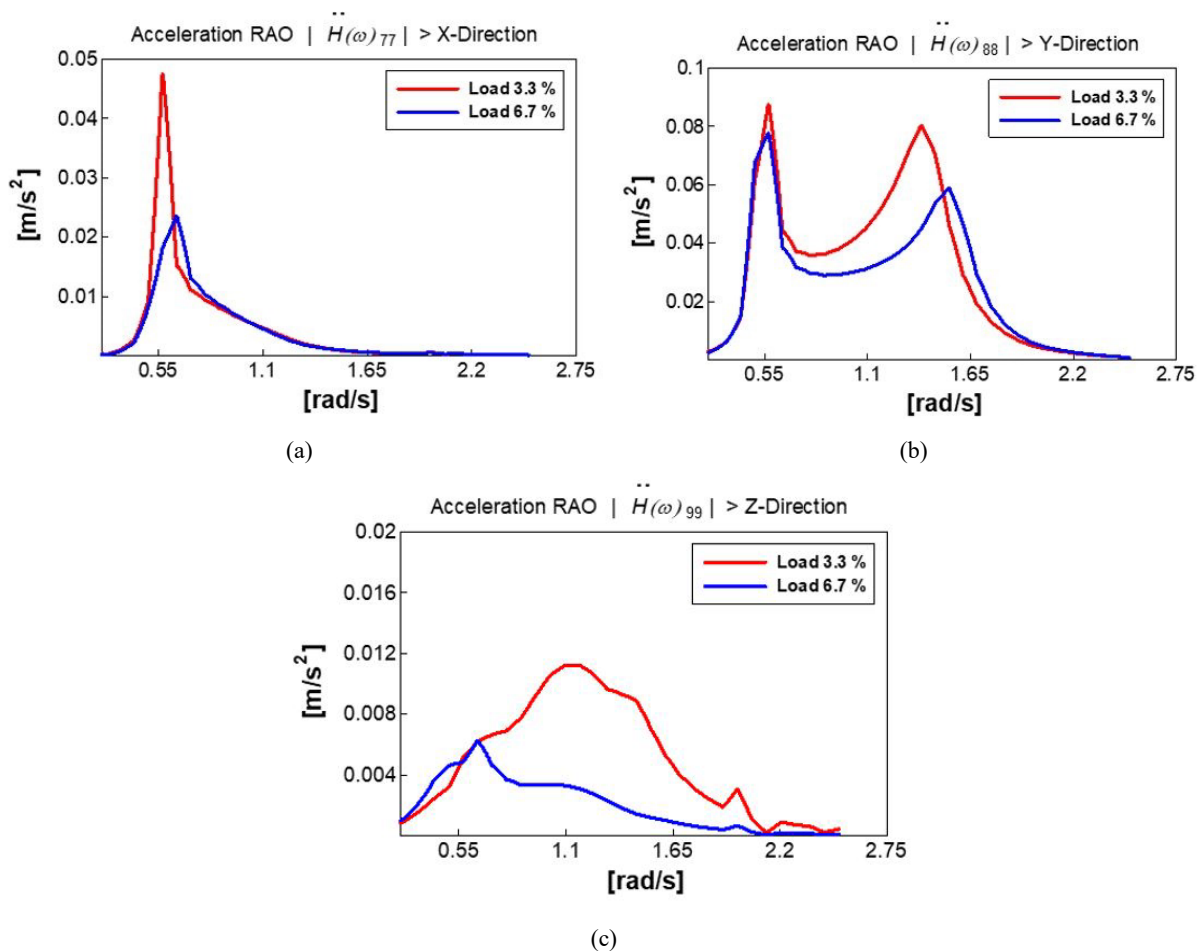 Acceleration RAO | Ḧ(ω)77| > X-Direction
0.05
0.04
0.03
0.02
0.01
[m/s2]
Load 3.3 %
Load 6.7 %
0.55 1.1 1.65 2.2 2.75
[rad/s]
(a)
Acceleration RAO | Ḧ(ω)88| > Y-Direction
0.1
0.08
0.06
0.04
0.02
[m/s2]
Load 3.3 %
Load 6.7 %
0.55 1.1 1.65 2.2 2.75
[rad/s]
(b)
Acceleration RAO | Ḧ(ω)99| > Z-Direction
0.02
0.016
0.012
0.008
0.004
[m/s2]
Load 3.3 %
Load 6.7 %
0.55 1.1 1.65 2.2 2.75
[rad/s]
(c)